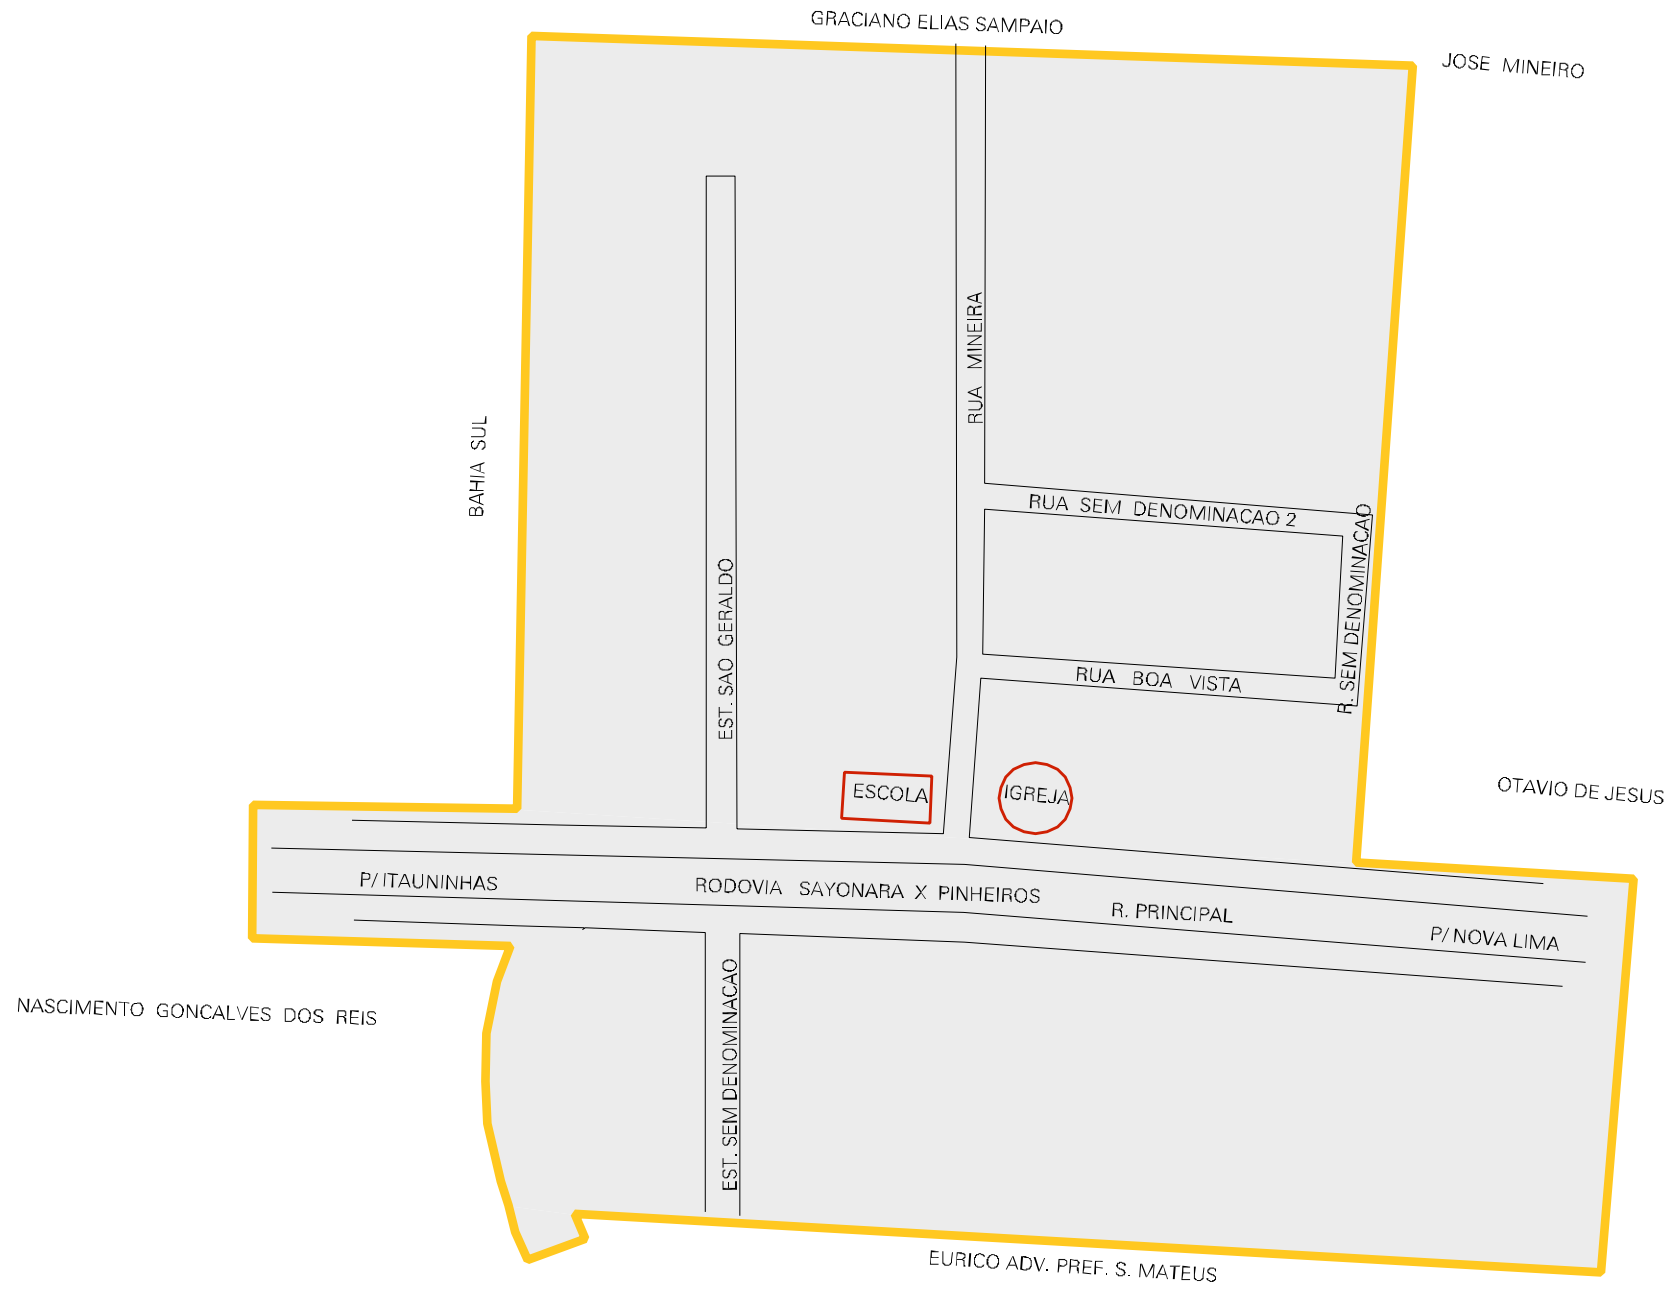 GRACIANO ELIAS SAMPAIO
JOSE MINEIRO
RUA MINEIRA
BAHIA SUL
RUA SEM DENOMINACAO 2
R. SEM DENOMINACAO
EST. SAO GERALDO
RUA BOA VISTA
ESCOLA
IGREJA
OTAVIO DE JESUS
P/ ITAUNINHAS
RODOVIA SAYONARA X PINHEIROS
R. PRINCIPAL
P/ NOVA LIMA
NASCIMENTO GONCALVES DOS REIS
EST. SEM DENOMINACAO
EURICO ADV. PREF. S. MATEUS